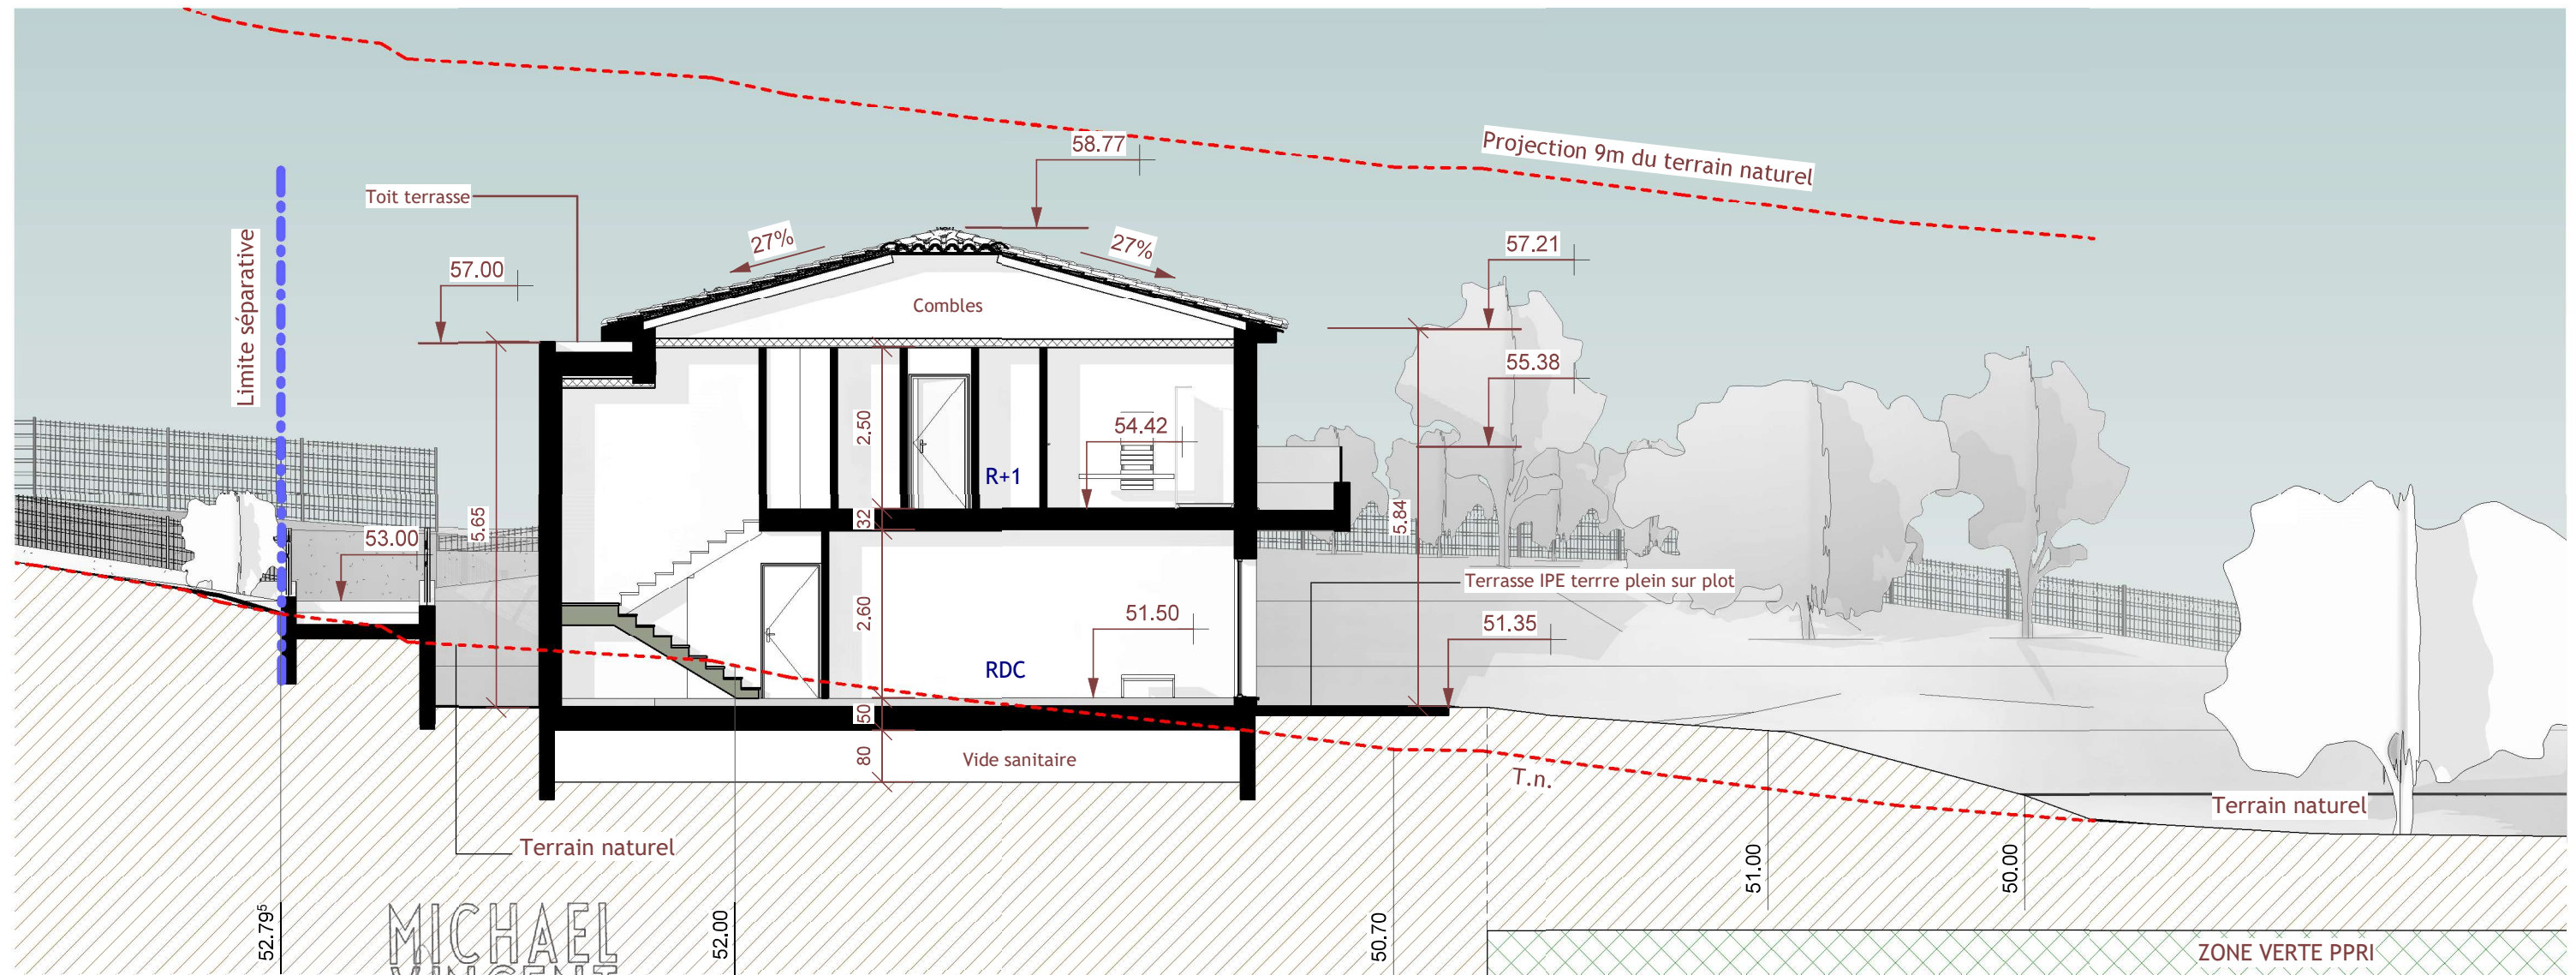 Projection 9m du terrain naturel
58.77
Toit terrasse
Limite séparative
27%
27%
57.21
57.00
Combles
55.38
2.50
54.42
R+1
5.65
32
5.84
53.00
Terrasse IPE terrre plein sur plot
2.60
51.50
51.35
RDC
50
80
Vide sanitaire
T.n.
Terrain naturel
Terrain naturel
52.79⁵
52.00
50.70
51.00
50.00
MICHAEL
VINCENT
ZONE VERTE PPRI